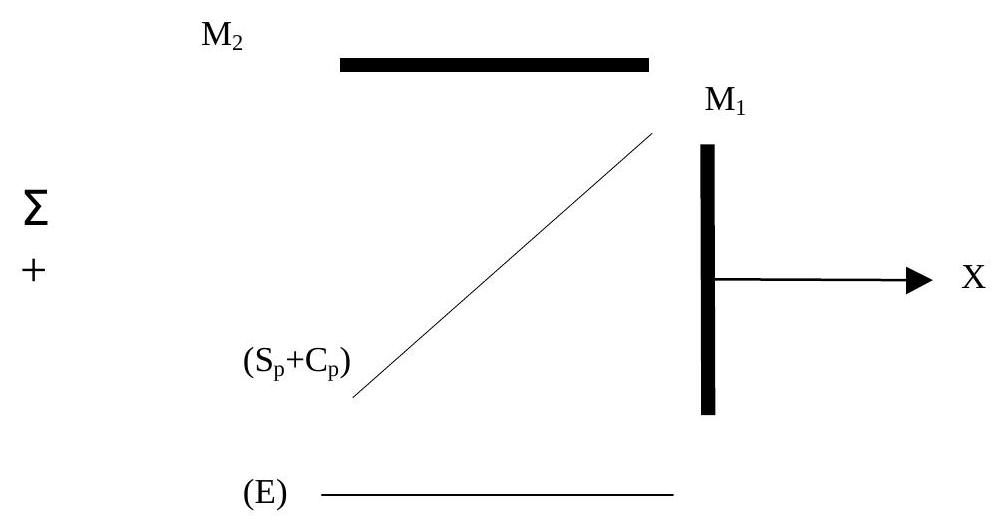 M₂
M₁
Σ
+
X
(Sₚ+Cₚ)
(E)